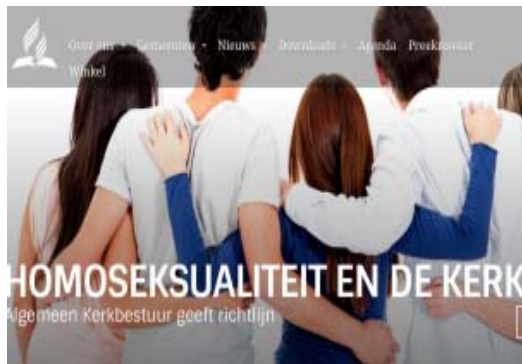 Over ons Gemeenten Nieuws Downloads Agenda Preekrooster
Winkel
HOMOSEKSUALITEIT EN DE KERK
Algemeen Kerkbestuur geeft richtlijn